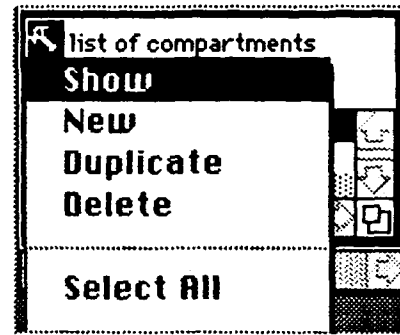 list of compartments
Show
New
Duplicate
Delete
Select All